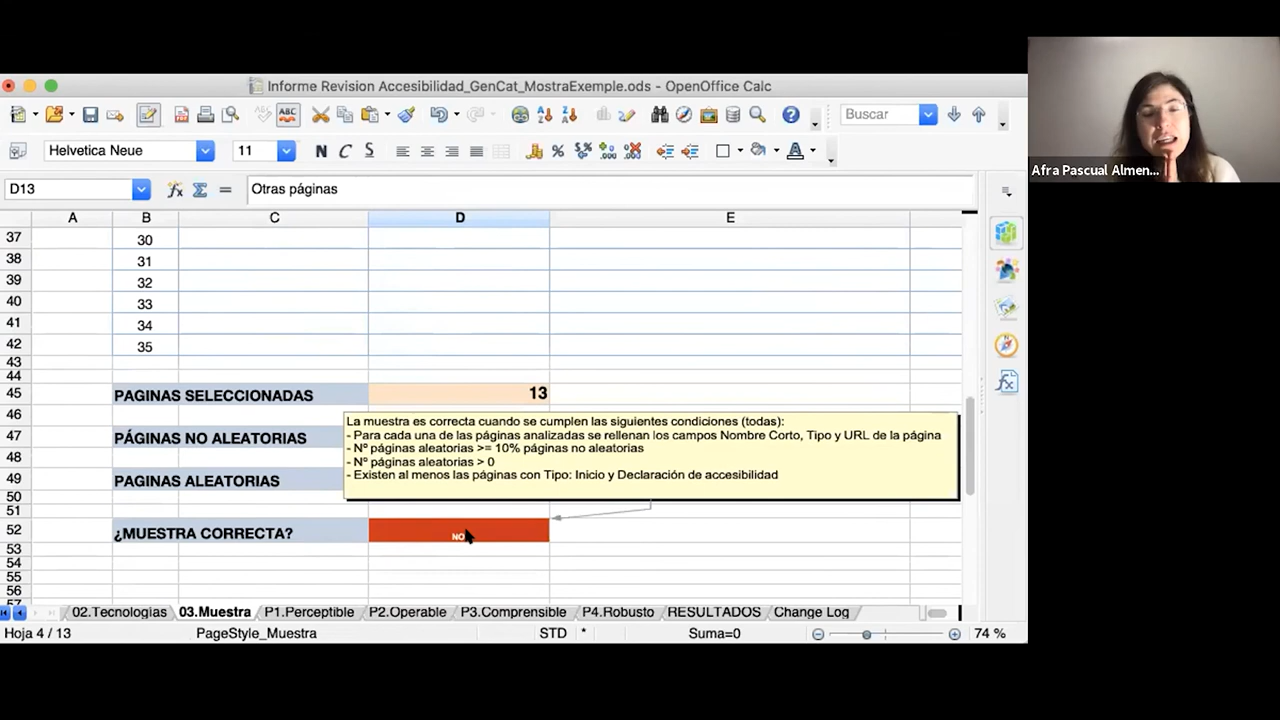 Informe Revision Accesibilidad_GenCat_MostraExemple.ods - OpenOffice Calc
Buscar
Helvetica Neue 11 N C S
D13 Otras páginas
A B C D E
37 30
38 31
39 32
40 33
41 34
42 35
43
44
45 PAGINAS SELECCIONADAS 13
46
47 PÁGINAS NO ALEATORIAS
48
49 PAGINAS ALEATORIAS
50
51
52 ¿MUESTRA CORRECTA? NO
53
54
55
56
57
La muestra es correcta cuando se cumplen las siguientes condiciones (todas):
- Para cada una de las páginas analizadas se rellenan los campos Nombre Corto, Tipo y URL de la página
- Nº páginas aleatorias >= 10% páginas no aleatorias
- Nº páginas aleatorias > 0
- Existen al menos las páginas con Tipo: Inicio y Declaración de accesibilidad
02.Tecnologias 03.Muestra P1.Perceptible P2.Operable P3.Comprensible P4.Robusto RESULTADOS Change Log
Hoja 4 / 13 PageStyle_Muestra STD * Suma=0 74 %
Afra Pascual Almen...